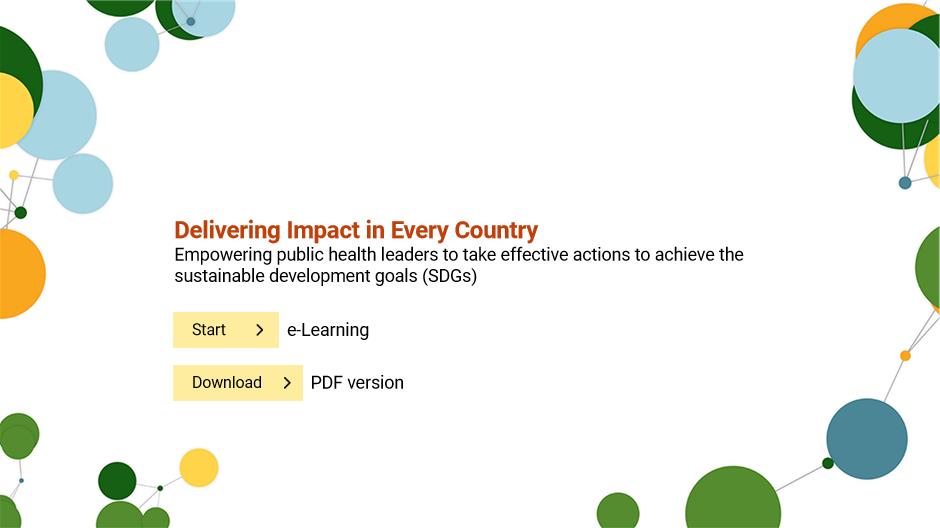 Delivering Impact in Every Country
Empowering public health leaders to take effective actions to achieve the
sustainable development goals (SDGs)
Start > e-Learning
Download > PDF version